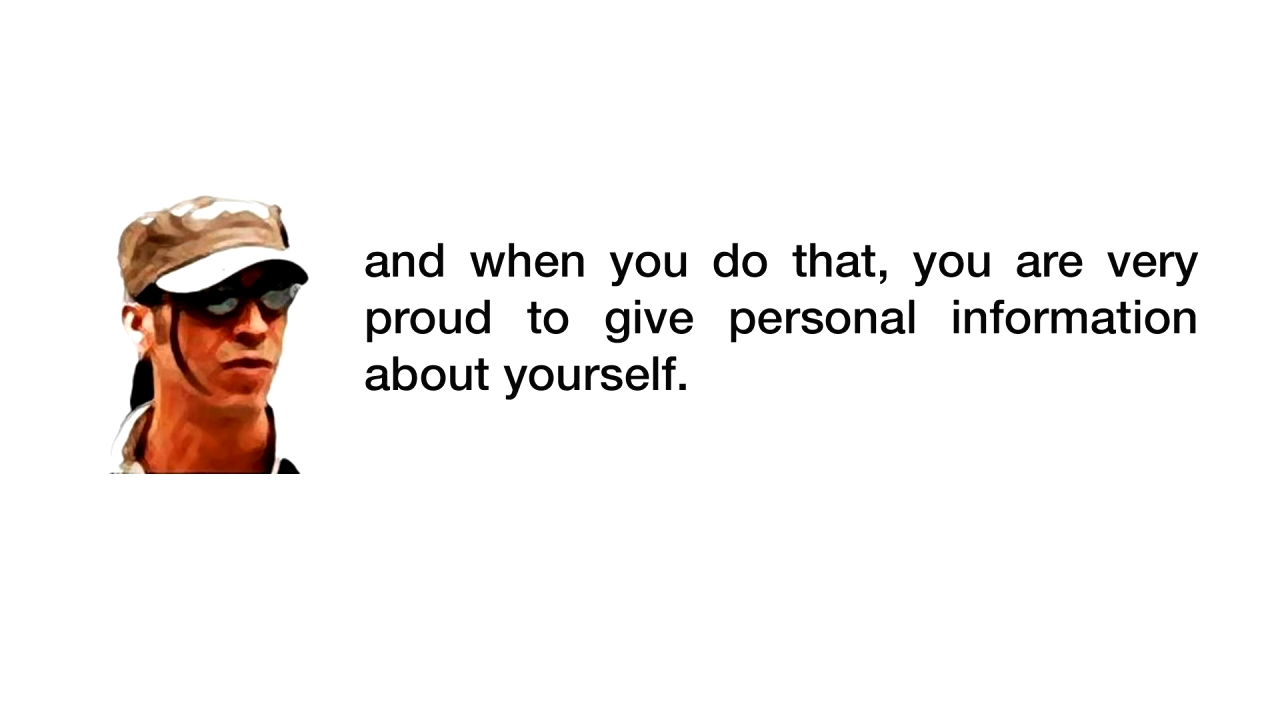 and when you do that, you are very
proud to give personal information
about yourself.